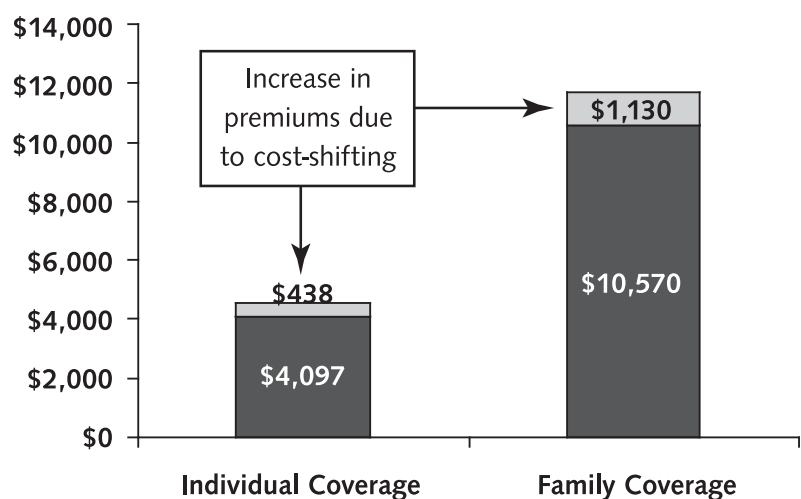 $14,000
$12,000
$10,000
$8,000
$6,000
$4,000
$2,000
$0
Increase in
premiums due
to cost-shifting
$438
$4,097
$1,130
$10,570
Individual Coverage
Family Coverage